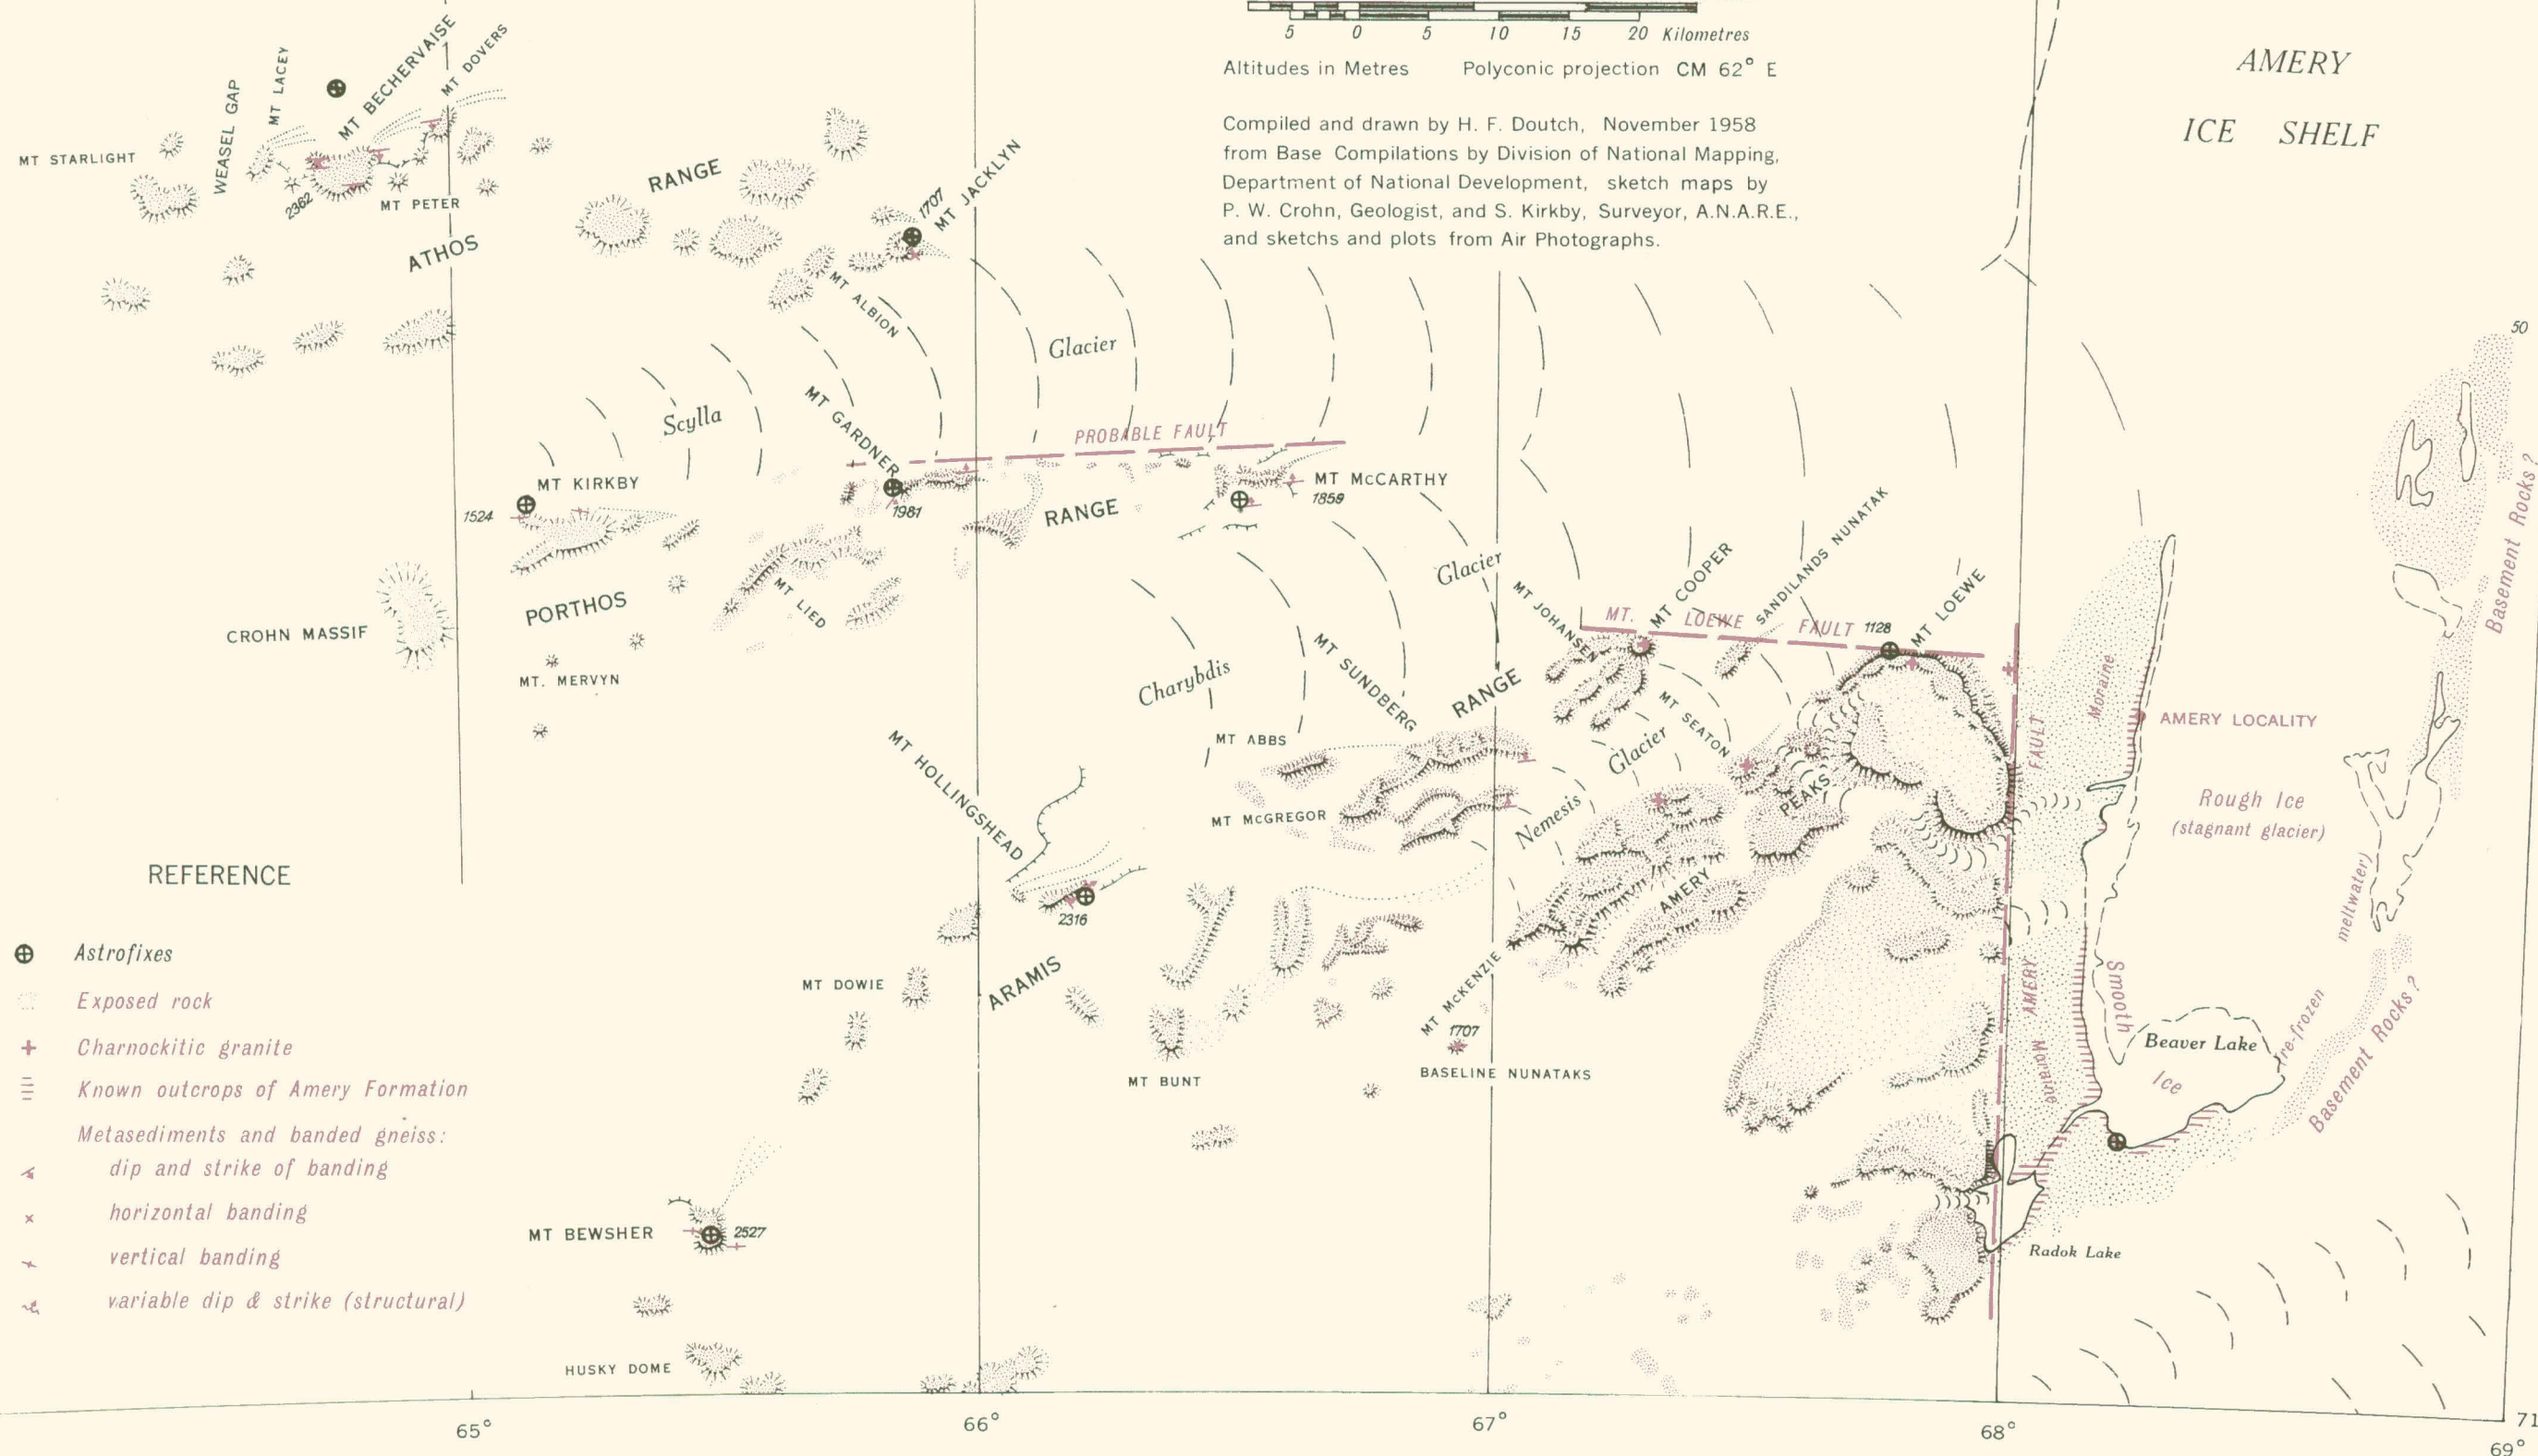 5 0 5 10 15 20 Kilometres
Altitudes in Metres Polyconic projection CM 62° E
Compiled and drawn by H. F. Doutch, November 1958
from Base Compilations by Division of National Mapping,
Department of National Development, sketch maps by
P. W. Crohn, Geologist, and S. Kirkby, Surveyor, A.N.A.R.E.,
and sketchs and plots from Air Photographs.
AMERY
ICE SHELF
MT STARLIGHT
WEASEL GAP
MT LACEY
MT BECHERVAISE
MT DOVERS
2362
MT PETER
ATHOS
RANGE
1707
MT JACKLYN
MT ALBION
Scylla
Glacier
MT GARDNER
PROBABLE FAULT
MT KIRKBY
1524
1981
RANGE
MT McCARTHY
1859
50
CROHN MASSIF
PORTHOS
MT LIED
MT. MERVYN
Charybdis
Glacier
MT SUNDBERG
MT JOHANSEN
MT COOPER
SANDILANDS NUNATAK
MT. LOEWE FAULT
1128
MT LOEWE
RANGE
MT SEATON
Glacier
Nemesis
MT ABBS
MT McGREGOR
MT HOLLINGSHEAD
2316
ARAMIS
MT DOWIE
MT BUNT
MT McKENZIE
1707
BASELINE NUNATAKS
AMERY
PEAKS
FAULT
AMERY
Moraine
Moraine
AMERY LOCALITY
Rough Ice
(stagnant glacier)
Basement Rocks?
Smooth
Ice
Beaver Lake
(re-frozen
meltwater)
Basement Rocks?
Radok Lake
MT BEWSHER
2527
HUSKY DOME
REFERENCE
Astrofixes
Exposed rock
Charnockitic granite
Known outcrops of Amery Formation
Metasediments and banded gneiss:
dip and strike of banding
horizontal banding
vertical banding
variable dip & strike (structural)
65°
66°
67°
68°
69°
71